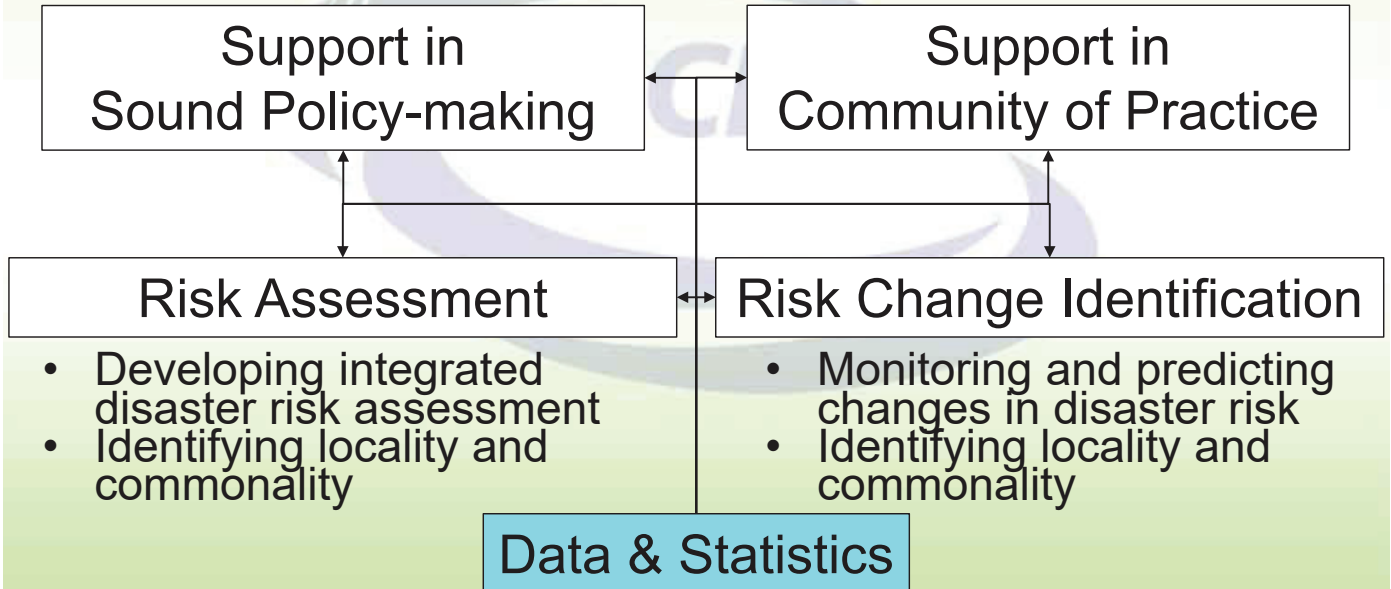 Support in
Sound Policy-making
Support in
Community of Practice
Risk Assessment
Risk Change Identification
• Developing integrated
disaster risk assessment
• Identifying locality and
commonality
• Monitoring and predicting
changes in disaster risk
• Identifying locality and
commonality
Data & Statistics